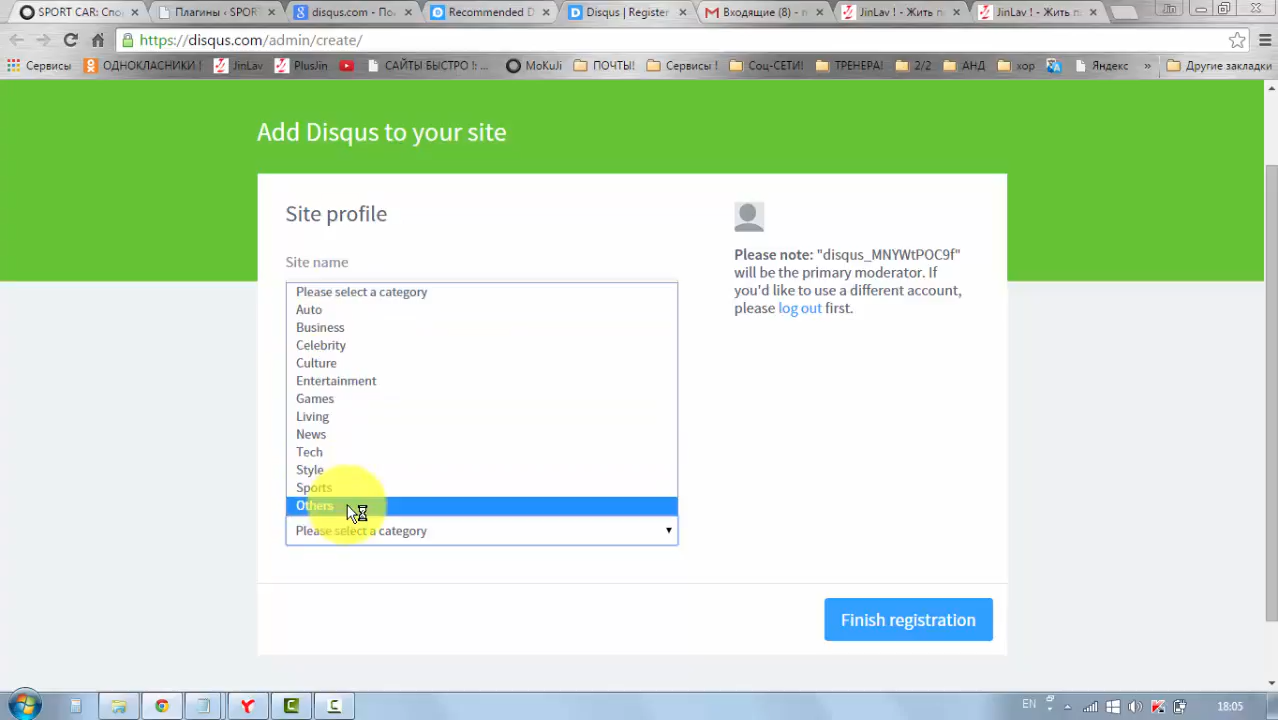 SPORT CAR: Спо
Плагины ‹ SPORT
disqus.com - По
Recommended D
Disqus | Register
Входящие (8) - n
JinLav ! - Жить п
JinLav ! - Жить п
https://disqus.com/admin/create/
Сервисы
ОДНОКЛАСНИКИ !
JinLav
PlusJin
САЙТЫ БЫСТРО !: ...
MoKuJi
ПОЧТЫ!
Сервисы !
Соц-СЕТИ!
ТРЕНЕРА!
2/2
АНД
хор
Яндекс
»
Другие закладки
Add Disqus to your site
Site profile
Site name
Please select a category
Auto
Business
Celebrity
Culture
Entertainment
Games
Living
News
Tech
Style
Sports
Others
Please select a category
Please note: "disqus_MNYWtPOC9f"
will be the primary moderator. If
you'd like to use a different account,
please log out first.
Finish registration
EN
18:05